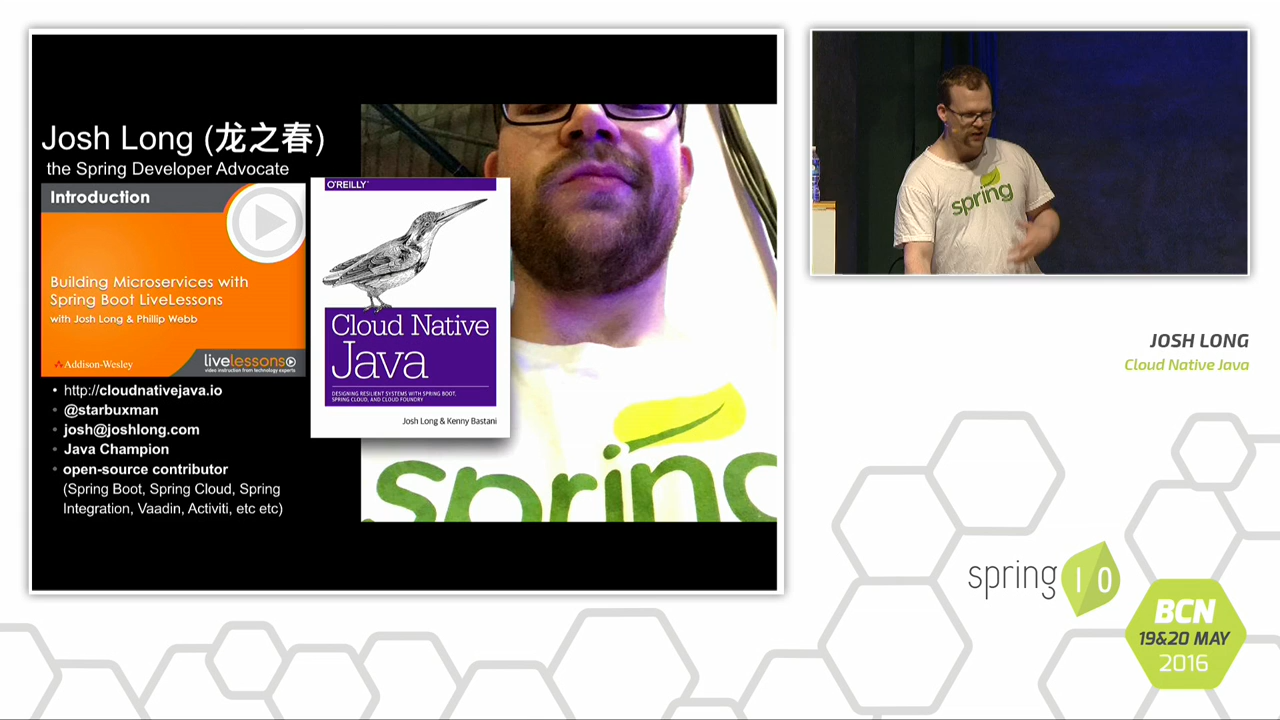 Josh Long (龙之春)
the Spring Developer Advocate
Introduction
Building Microservices with
Spring Boot LiveLessons
with Josh Long & Phillip Webb
Addison-Wesley
livelessons
video instruction from technology experts
O'REILLY
Cloud Native
Java
DESIGNING RESILIENT SYSTEMS WITH SPRING BOOT,
SPRING CLOUD, AND CLOUD FOUNDRY
Josh Long & Kenny Bastani
• http://cloudnativejava.io
• @starbuxman
• josh@joshlong.com
• Java Champion
• open-source contributor
(Spring Boot, Spring Cloud, Spring
Integration, Vaadin, Activiti, etc etc)
spring
spring
JOSH LONG
Cloud Native Java
spring IO
BCN
19&20 MAY
2016